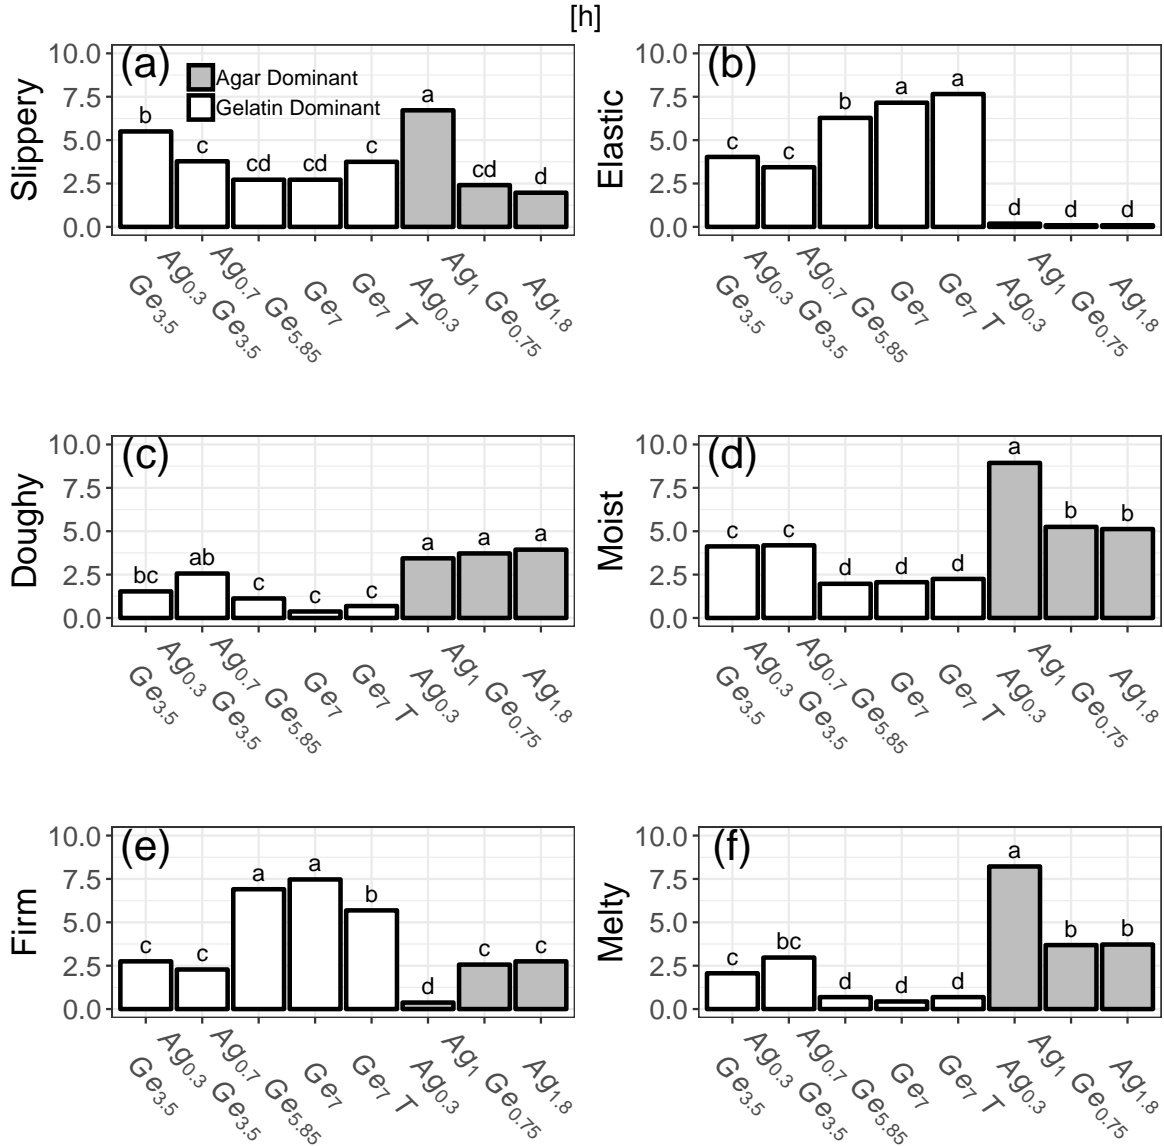 [h]
(a)
Agar Dominant
Gelatin Dominant
Slippery
10.0
7.5
5.0
2.5
0.0
b
c
cd
cd
c
a
cd
d
Ge3.5
Ag0.3 Ge3.5
Ag0.7 Ge5.85
Ge7
Ge7 T
Ag0.3
Ag1 Ge0.75
Ag1.8
(b)
Elastic
10.0
7.5
5.0
2.5
0.0
c
c
b
a
a
d
d
d
Ge3.5
Ag0.3 Ge3.5
Ag0.7 Ge5.85
Ge7
Ge7 T
Ag0.3
Ag1 Ge0.75
Ag1.8
(c)
Doughy
10.0
7.5
5.0
2.5
0.0
bc
ab
c
c
c
a
a
a
Ge3.5
Ag0.3 Ge3.5
Ag0.7 Ge5.85
Ge7
Ge7 T
Ag0.3
Ag1 Ge0.75
Ag1.8
(d)
Moist
10.0
7.5
5.0
2.5
0.0
c
c
d
d
d
a
b
b
Ge3.5
Ag0.3 Ge3.5
Ag0.7 Ge5.85
Ge7
Ge7 T
Ag0.3
Ag1 Ge0.75
Ag1.8
(e)
Firm
10.0
7.5
5.0
2.5
0.0
c
c
a
a
b
d
c
c
Ge3.5
Ag0.3 Ge3.5
Ag0.7 Ge5.85
Ge7
Ge7 T
Ag0.3
Ag1 Ge0.75
Ag1.8
(f)
Melty
10.0
7.5
5.0
2.5
0.0
c
bc
d
d
d
a
b
b
Ge3.5
Ag0.3 Ge3.5
Ag0.7 Ge5.85
Ge7
Ge7 T
Ag0.3
Ag1 Ge0.75
Ag1.8